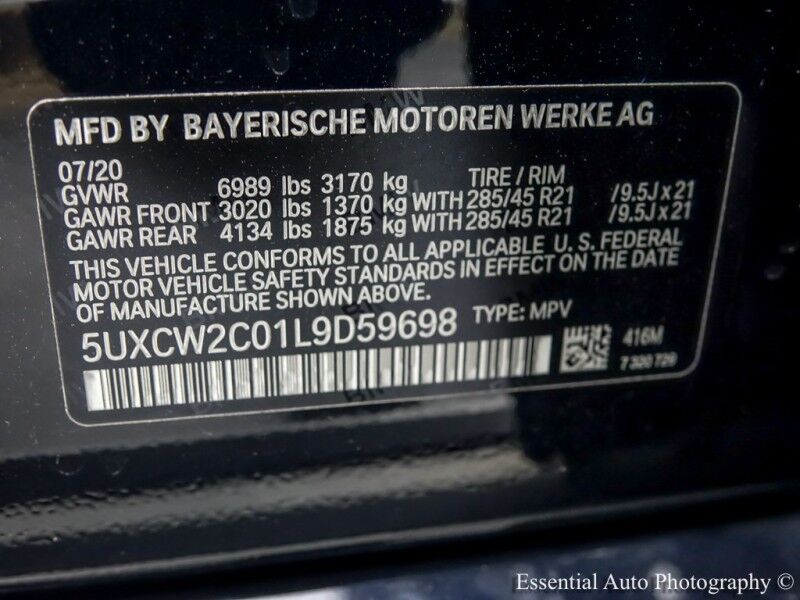 MFD BY BAYERISCHE MOTOREN WERKE AG
07/20
GVWR 6989 lbs 3170 kg TIRE / RIM
GAWR FRONT 3020 lbs 1370 kg WITH 285/45 R21 /9.5J x 21
GAWR REAR 4134 lbs 1875 kg WITH 285/45 R21 /9.5J x 21
THIS VEHICLE CONFORMS TO ALL APPLICABLE U. S. FEDERAL
MOTOR VEHICLE SAFETY STANDARDS IN EFFECT ON THE DATE
OF MANUFACTURE SHOWN ABOVE.
5UXCW2C01L9D59698 TYPE: MPV
416M
7 380 729
Essential Auto Photography ©